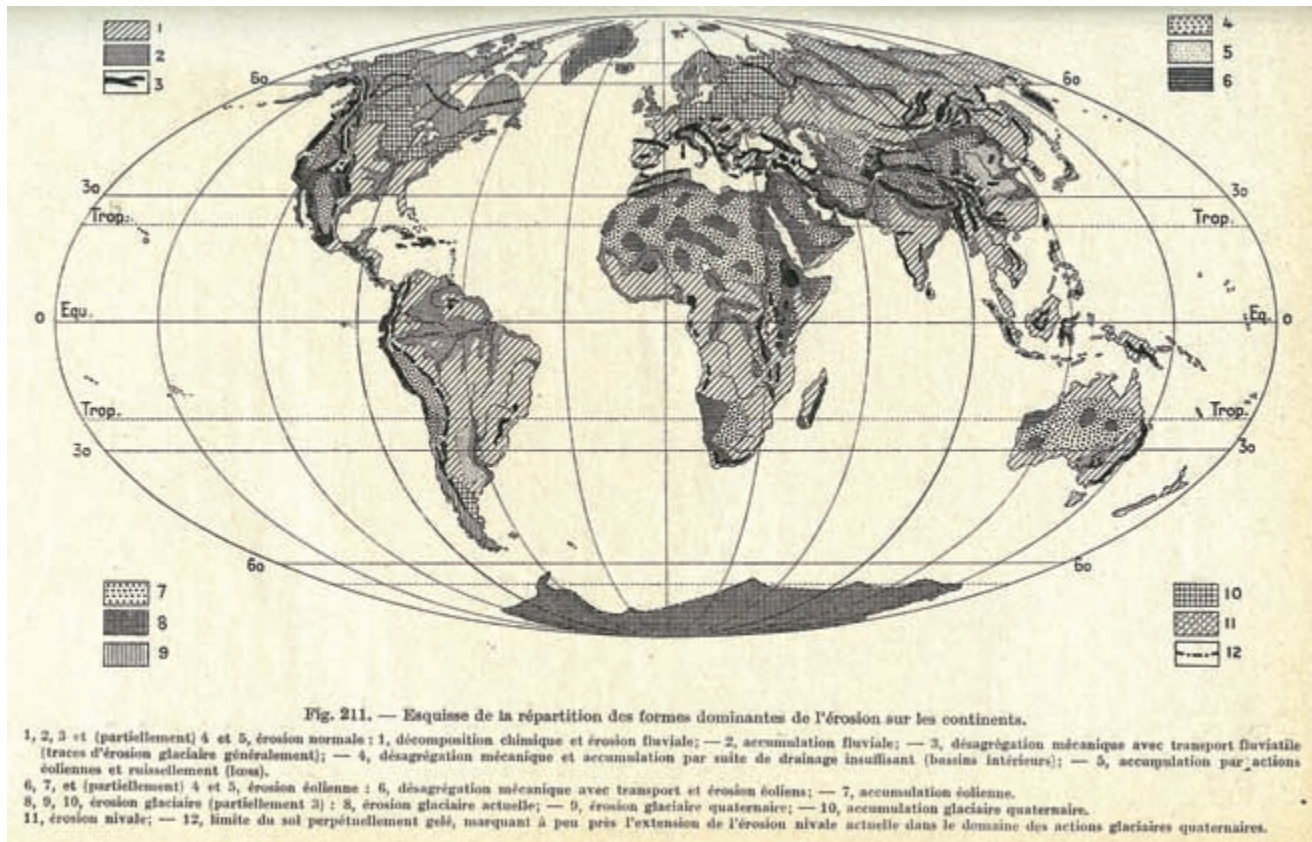 1
2
3
4
5
6
60
60
30
30
Trop.
Trop.
0
Equ.
Eq.
0
Trop.
Trop.
30
30
60
60
7
8
9
10
11
12
Fig. 211. — Esquisse de la répartition des formes dominantes de l'érosion sur les continents.
1, 2, 3 et (partiellement) 4 et 5, érosion normale : 1, décomposition chimique et érosion fluviale; — 2, accumulation fluviale; — 3, désagrégation mécanique avec transport fluviatile
(traces d'érosion glaciaire généralement); — 4, désagrégation mécanique et accumulation par suite de drainage insuffisant (bassins intérieurs); — 5, accumulation par actions
éoliennes et ruissellement (lœss).
6, 7, et (partiellement) 4 et 5, érosion éolienne : 6, désagrégation mécanique avec transport et érosion éoliens; — 7, accumulation éolienne.
8, 9, 10, érosion glaciaire (partiellement 3) : 8, érosion glaciaire actuelle; — 9, érosion glaciaire quaternaire; — 10, accumulation glaciaire quaternaire.
11, érosion nivale; — 12, limite du sol perpétuellement gelé, marquant à peu près l'extension de l'érosion nivale actuelle dans le domaine des actions glaciaires quaternaires.